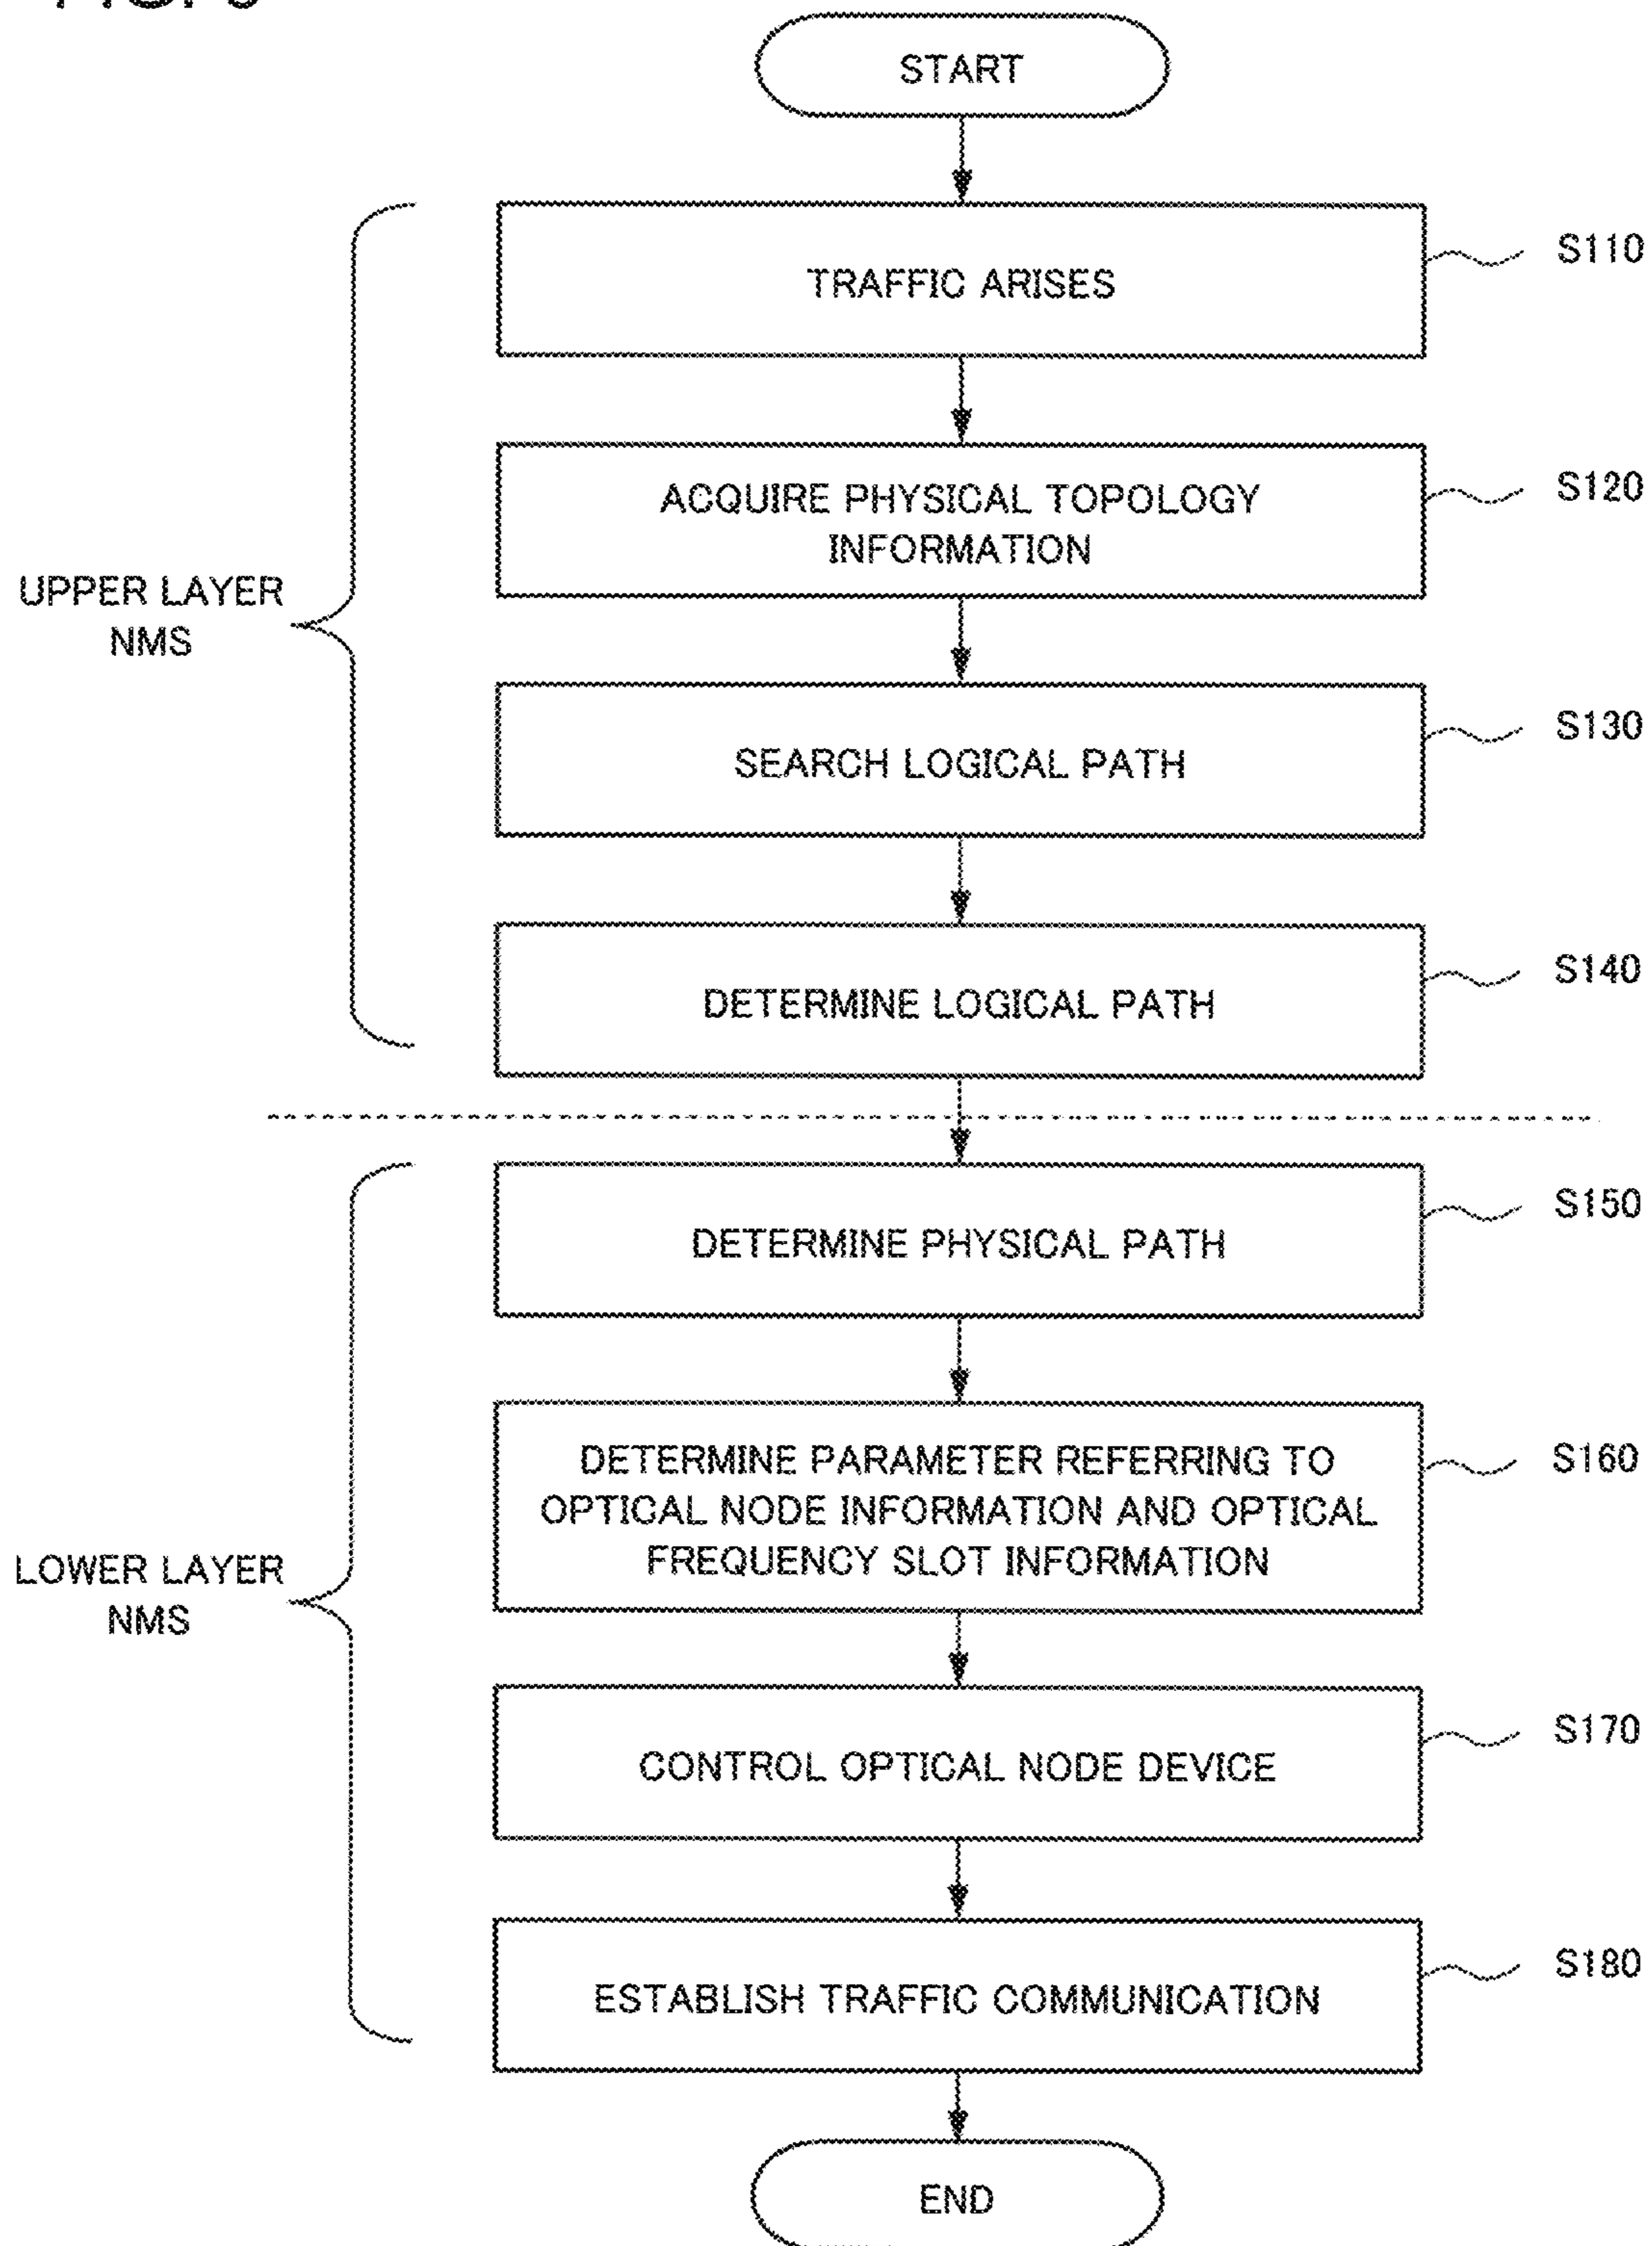 START
TRAFFIC ARISES
S110
ACQUIRE PHYSICAL TOPOLOGY
INFORMATION
S120
SEARCH LOGICAL PATH
S130
DETERMINE LOGICAL PATH
S140
UPPER LAYER
NMS
DETERMINE PHYSICAL PATH
S150
DETERMINE PARAMETER REFERRING TO
OPTICAL NODE INFORMATION AND OPTICAL
FREQUENCY SLOT INFORMATION
S160
CONTROL OPTICAL NODE DEVICE
S170
ESTABLISH TRAFFIC COMMUNICATION
S180
LOWER LAYER
NMS
END